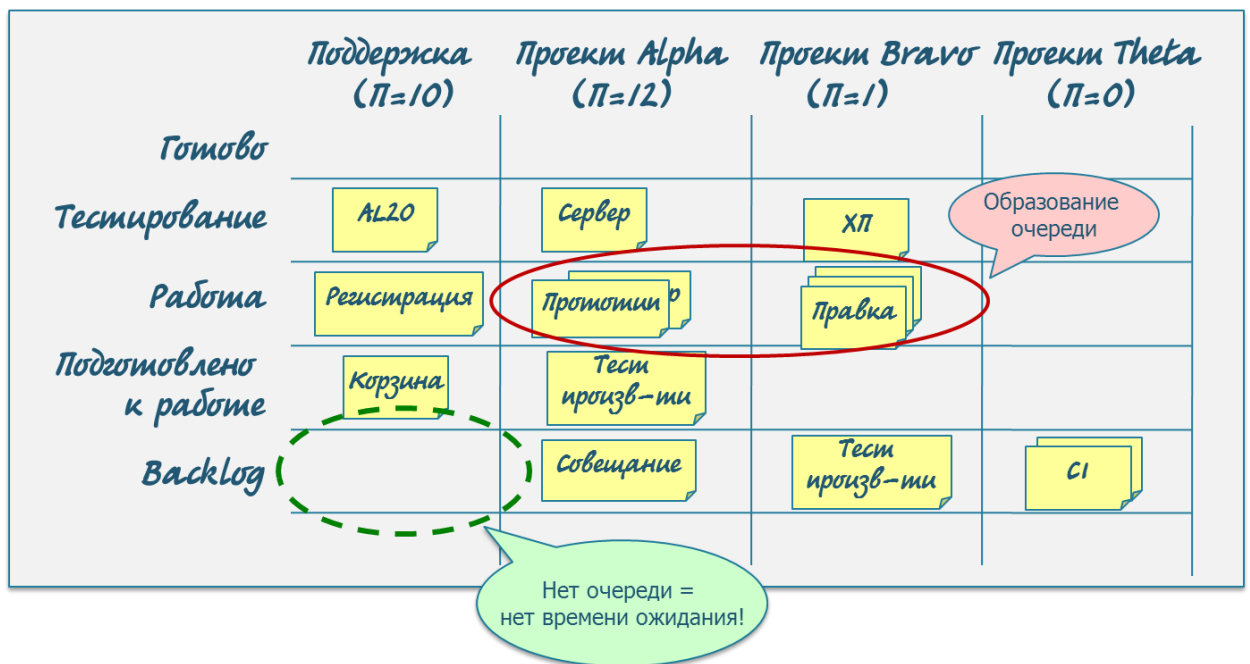 Поддержка
(П=10)
Проект Alpha
(П=12)
Проект Bravo
(П=1)
Проект Theta
(П=0)
Готово
Тестирование
AL20
Сервер
ХП
Образование
очереди
Работа
Регистрация
Прототип
р
Правка
Подготовлено
к работе
Корзина
Тест
произв-ти
Backlog
Совещание
Тест
произв-ти
C1
Нет очереди =
нет времени ожидания!